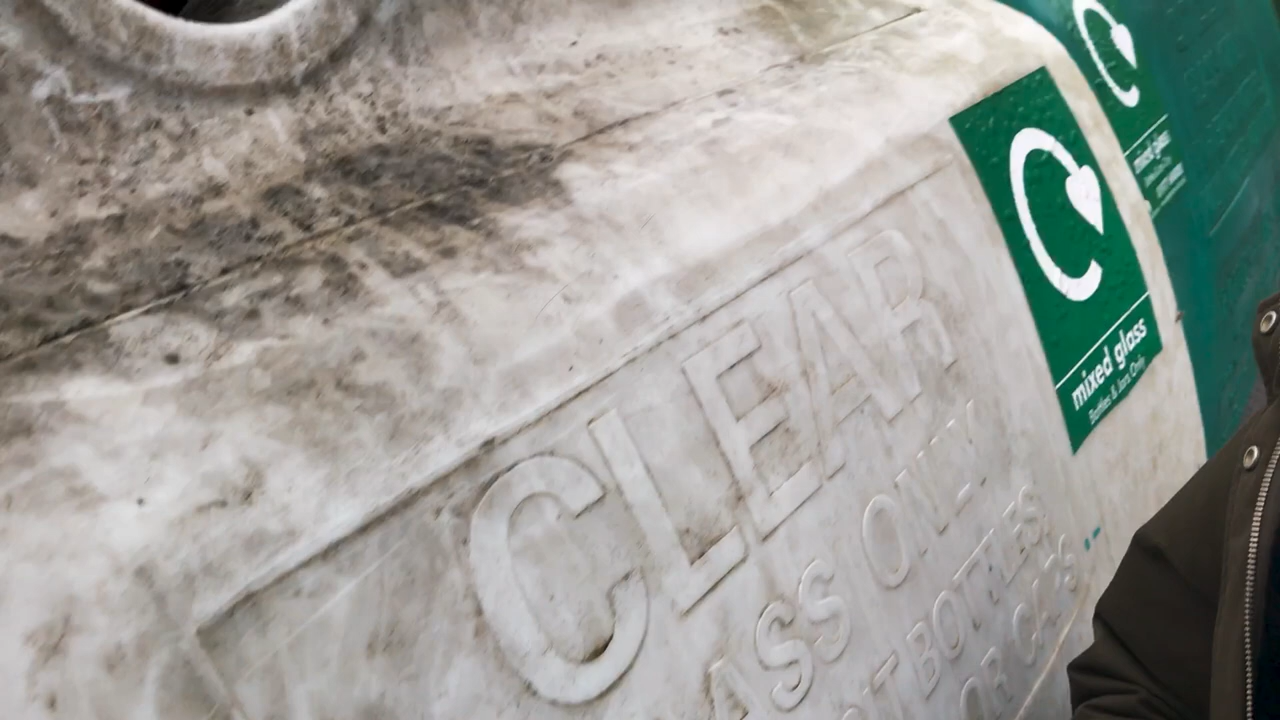 CLEAR
ASS ONLY
BOTTLES
OR CAPS
mixed glass
Bottles & Jars Only
mixed glass